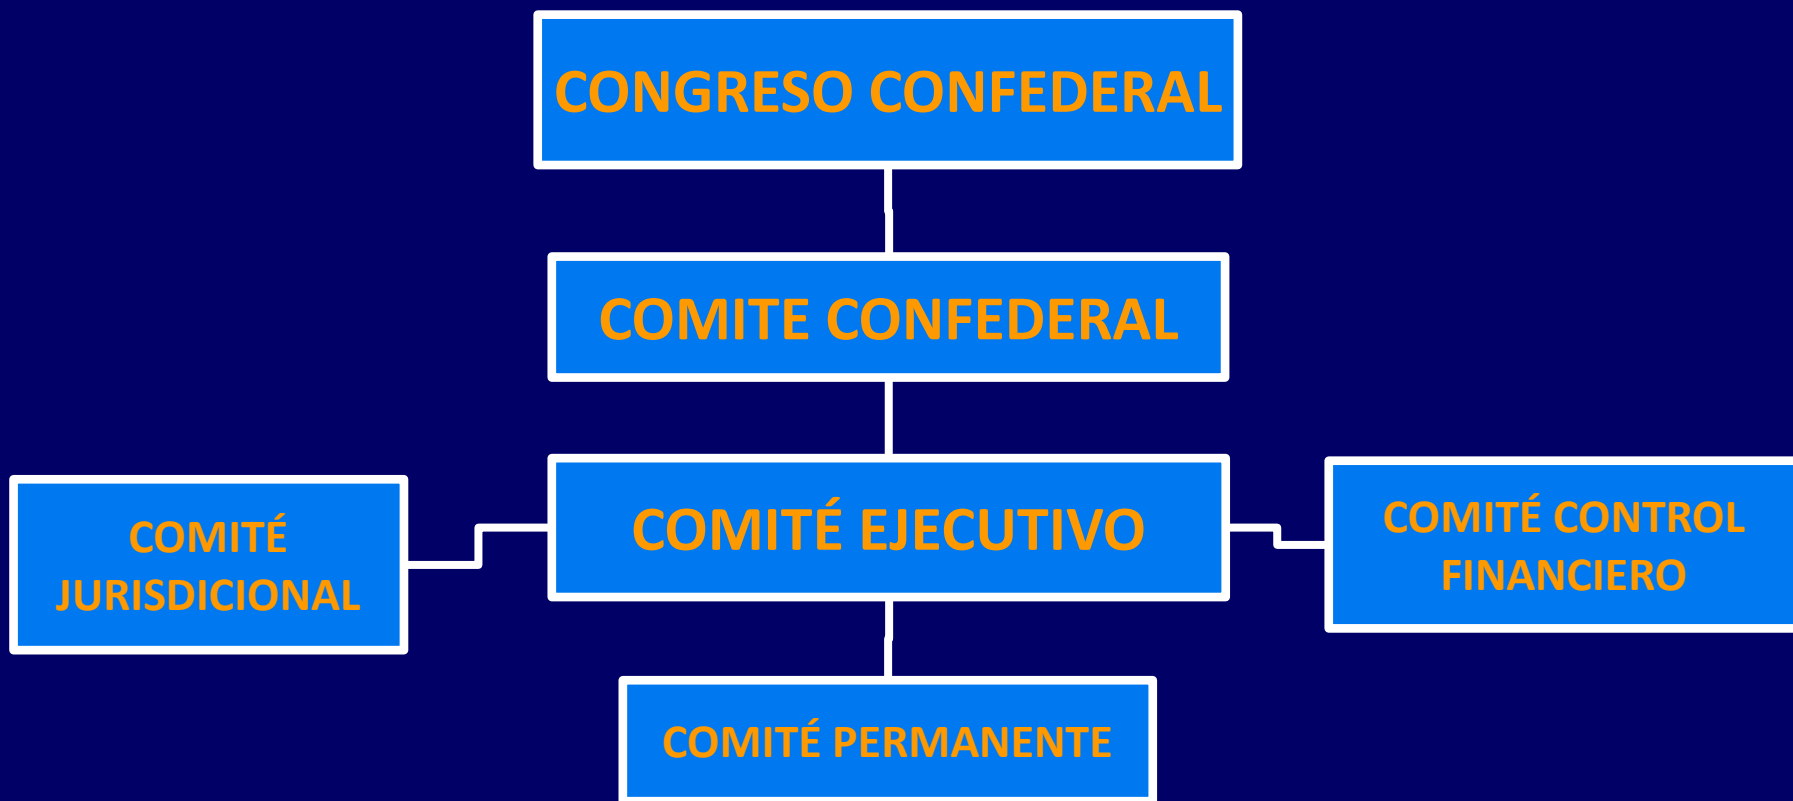 CONGRESO CONFEDERAL
COMITE CONFEDERAL
COMITÉ
JURISDICIONAL
COMITÉ EJECUTIVO
COMITÉ CONTROL
FINANCIERO
COMITÉ PERMANENTE